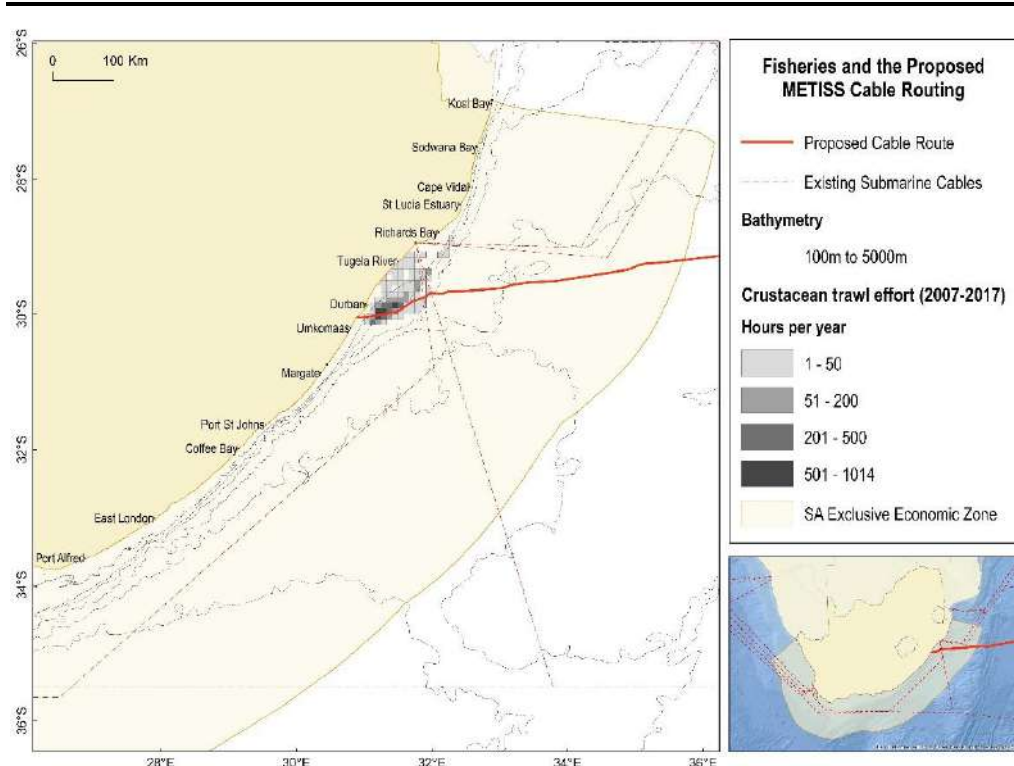 26°S
28°S
30°S
32°S
34°S
36°S
0 100 Km
Kosi Bay
Sodwana Bay
Cape Vidal
St Lucia Estuary
Richards Bay
Tugela River
Durban
Umkomaas
Margate
Port St Johns
Coffee Bay
East London
Port Alfred
28°E
30°E
32°E
34°E
36°E
Fisheries and the Proposed
METISS Cable Routing
Proposed Cable Route
Existing Submarine Cables
Bathymetry
100m to 5000m
Crustacean trawl effort (2007-2017)
Hours per year
1 - 50
51 - 200
201 - 500
501 - 1014
SA Exclusive Economic Zone